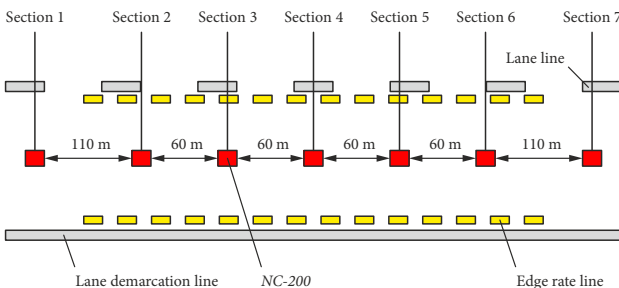 Section 1 Section 2 Section 3 Section 4 Section 5 Section 6 Section 7
Lane line
110 m 60 m 60 m 60 m 60 m 110 m
Lane demarcation line NC-200 Edge rate line